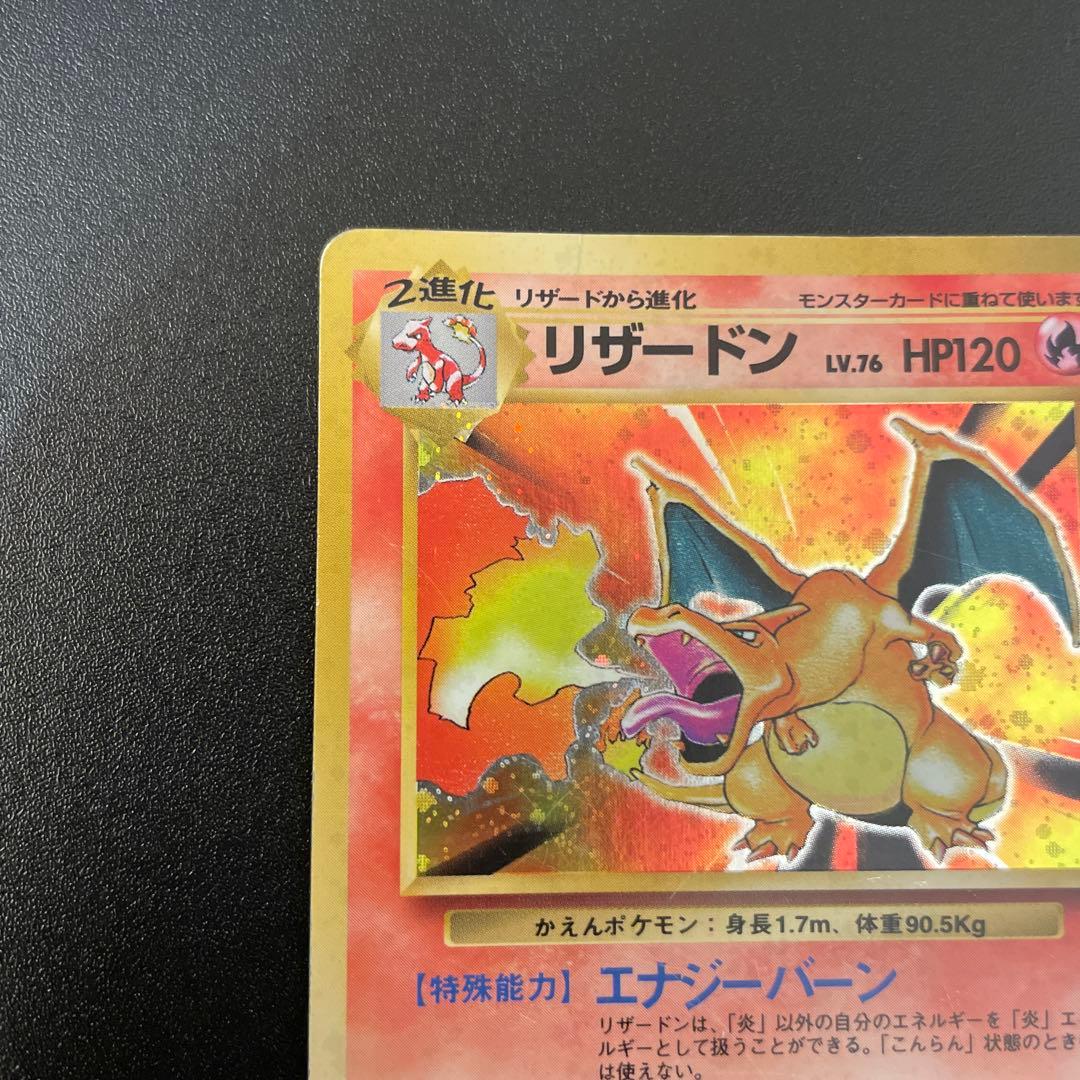 2進化 リザードから進化 モンスターカードに重ねて使います
リザードン LV.76 HP120
かえんポケモン：身長1.7m、体重90.5Kg
【特殊能力】 エナジーバーン
リザードンは、「炎」以外の自分のエネルギーを「炎」エ
ルギーとして扱うことができる。「こんらん」状態のとき
は使えない。